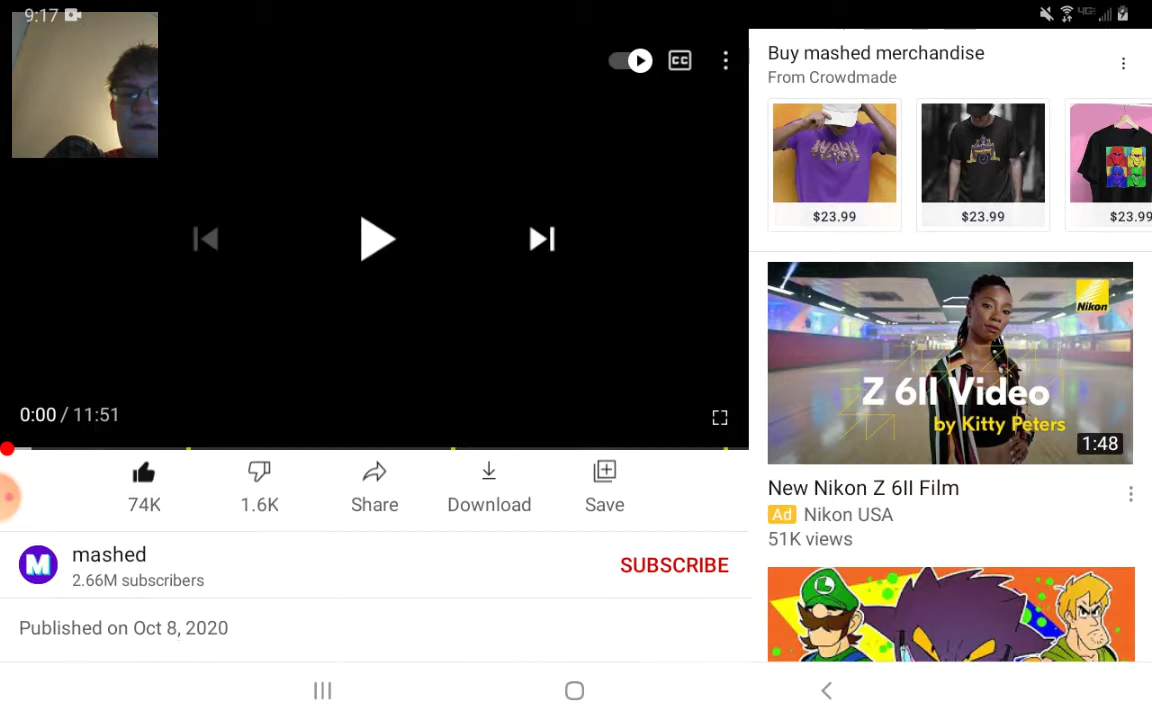 9:17
4G
CC
0:00 / 11:51
74K
1.6K
Share
Download
Save
M
mashed
2.66M subscribers
SUBSCRIBE
Published on Oct 8, 2020
Buy mashed merchandise
From Crowdmade
$23.99
$23.99
$23.99
Nikon
Z 6II Video
by Kitty Peters
1:48
New Nikon Z 6II Film
Ad Nikon USA
51K views
L